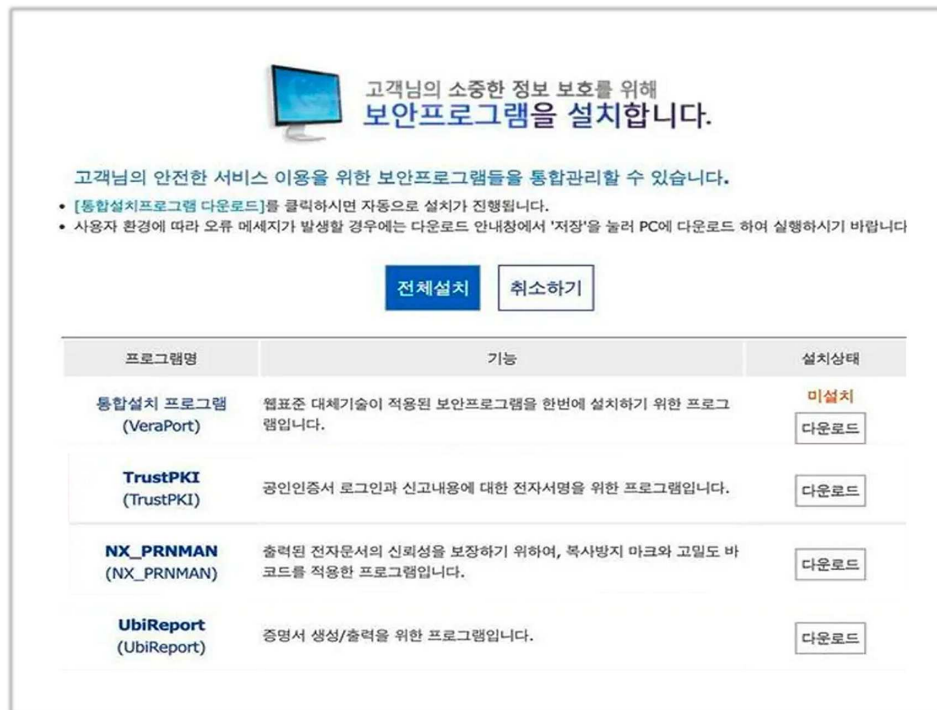 고객님의 소중한 정보 보호를 위해
보안프로그램을 설치합니다.
고객님의 안전한 서비스 이용을 위한 보안프로그램들을 통합관리할 수 있습니다.
• [통합설치프로그램 다운로드]를 클릭하시면 자동으로 설치가 진행됩니다.
• 사용자 환경에 따라 오류 메세지가 발생할 경우에는 다운로드 안내창에서 '저장'을 눌러 PC에 다운로드 하여 실행하시기 바랍니다
전체설치 취소하기
프로그램명 기능 설치상태
통합설치 프로그램
(VeraPort)
웹표준 대체기술이 적용된 보안프로그램을 한번에 설치하기 위한 프로그
램입니다.
미설치
다운로드
TrustPKI
(TrustPKI)
공인인증서 로그인과 신고내용에 대한 전자서명을 위한 프로그램입니다.
다운로드
NX_PRNMAN
(NX_PRNMAN)
출력된 전자문서의 신뢰성을 보장하기 위하여, 복사방지 마크와 고밀도 바
코드를 적용한 프로그램입니다.
다운로드
UbiReport
(UbiReport)
증명서 생성/출력을 위한 프로그램입니다.
다운로드